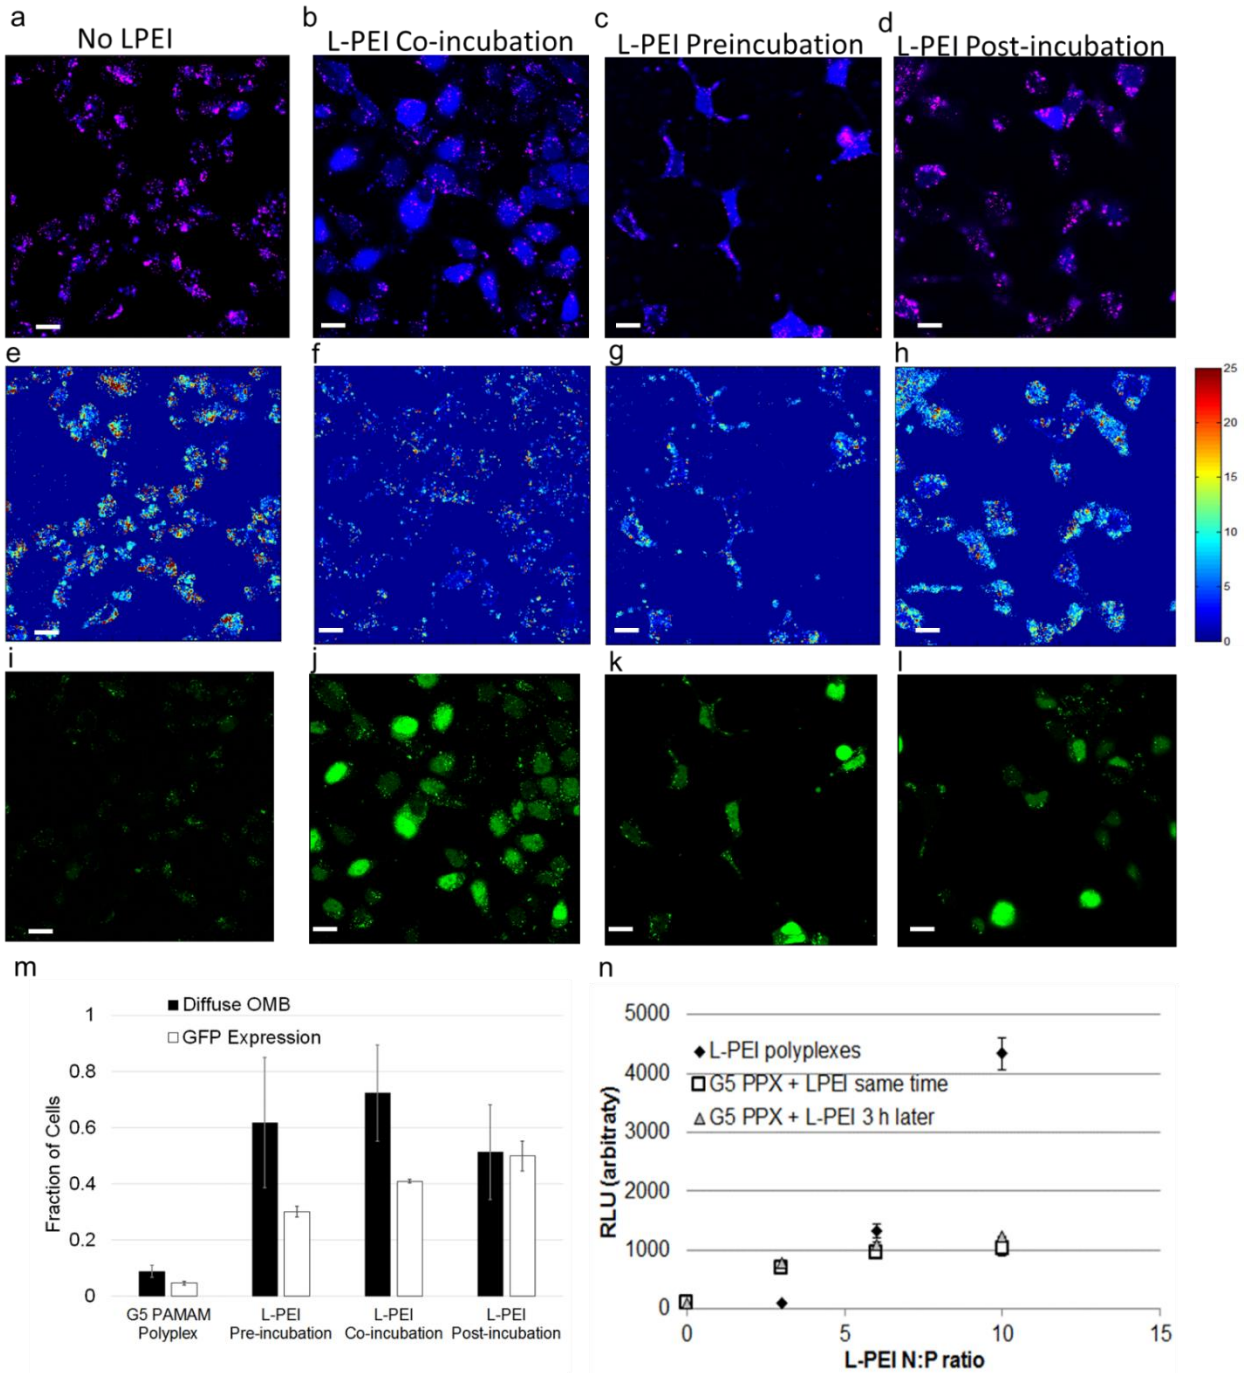 a
No LPEI
b
L-PEI Co-incubation
c
L-PEI Preincubation
d
L-PEI Post-incubation
e
f
g
h
25
20
15
10
5
0
i
j
k
l
m
Diffuse OMB
GFP Expression
1
0.8
0.6
0.4
0.2
0
Fraction of Cells
G5 PAMAM
Polyplex
L-PEI
Pre-incubation
L-PEI
Co-incubation
L-PEI
Post-incubation
n
5000
4000
3000
2000
1000
0
RLU (arbitraty)
L-PEI polyplexes
G5 PPX + LPEI same time
G5 PPX + L-PEI 3 h later
0
5
10
15
L-PEI N:P ratio